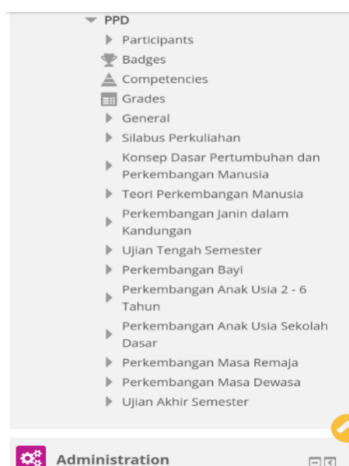 PPD
Participants
Badges
Competencies
Grades
General
Silabus Perkuliahan
Konsep Dasar Pertumbuhan dan
Perkembangan Manusia
Teori Perkembangan Manusia
Perkembangan Janin dalam
Kandungan
Ujian Tengah Semester
Perkembangan Bayi
Perkembangan Anak Usia 2 - 6
Tahun
Perkembangan Anak Usia Sekolah
Dasar
Perkembangan Masa Remaja
Perkembangan Masa Dewasa
Ujian Akhir Semester
Administration